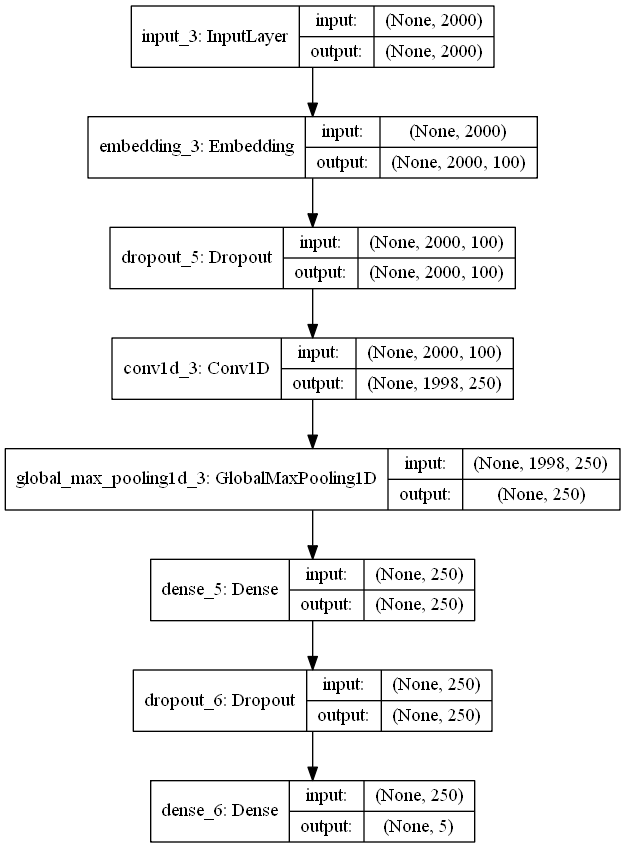 input_3: InputLayer
input: (None, 2000)
output: (None, 2000)
embedding_3: Embedding
input: (None, 2000)
output: (None, 2000, 100)
dropout_5: Dropout
input: (None, 2000, 100)
output: (None, 2000, 100)
conv1d_3: Conv1D
input: (None, 2000, 100)
output: (None, 1998, 250)
global_max_pooling1d_3: GlobalMaxPooling1D
input: (None, 1998, 250)
output: (None, 250)
dense_5: Dense
input: (None, 250)
output: (None, 250)
dropout_6: Dropout
input: (None, 250)
output: (None, 250)
dense_6: Dense
input: (None, 250)
output: (None, 5)